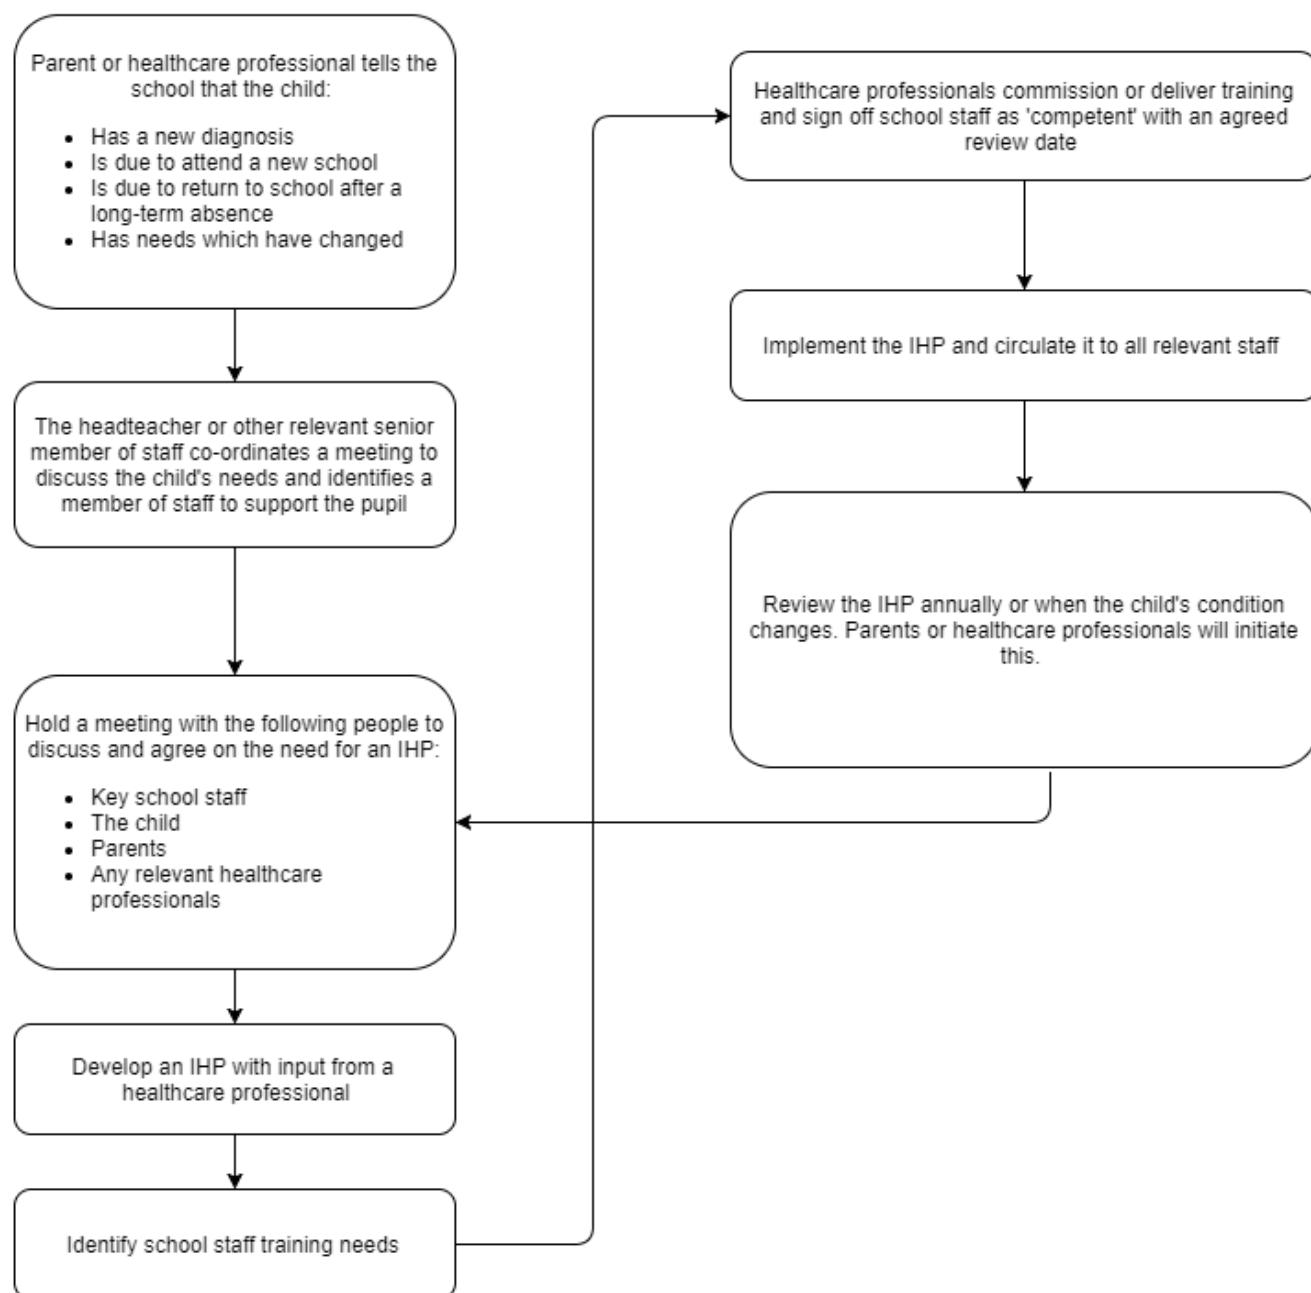 Parent or healthcare professional tells the
school that the child:
• Has a new diagnosis
• Is due to attend a new school
• Is due to return to school after a
long-term absence
• Has needs which have changed
The headteacher or other relevant senior
member of staff co-ordinates a meeting to
discuss the child's needs and identifies a
member of staff to support the pupil
Hold a meeting with the following people to
discuss and agree on the need for an IHP:
• Key school staff
• The child
• Parents
• Any relevant healthcare
professionals
Develop an IHP with input from a
healthcare professional
Identify school staff training needs
Healthcare professionals commission or deliver training
and sign off school staff as 'competent' with an agreed
review date
Implement the IHP and circulate it to all relevant staff
Review the IHP annually or when the child's condition
changes. Parents or healthcare professionals will initiate
this.